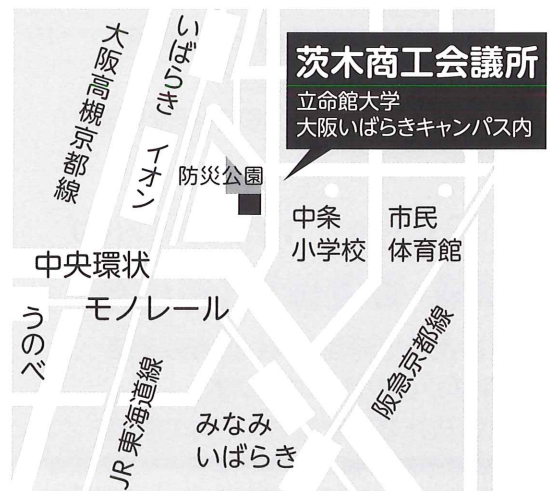 大阪高槻京都線
いばらき
茨木商工会議所
立命館大学
大阪いばらきキャンパス内
イオン
防災公園
中条
小学校
市民
体育館
中央環状
モノレール
うのべ
JR東海道線
阪急京都線
みなみ
いばらき